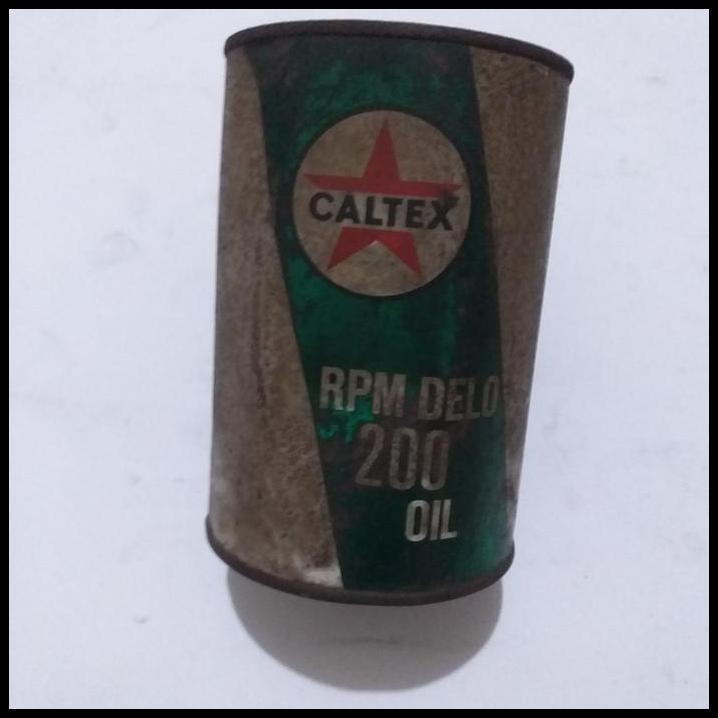 CALTEX
RPM DELO
200
OIL